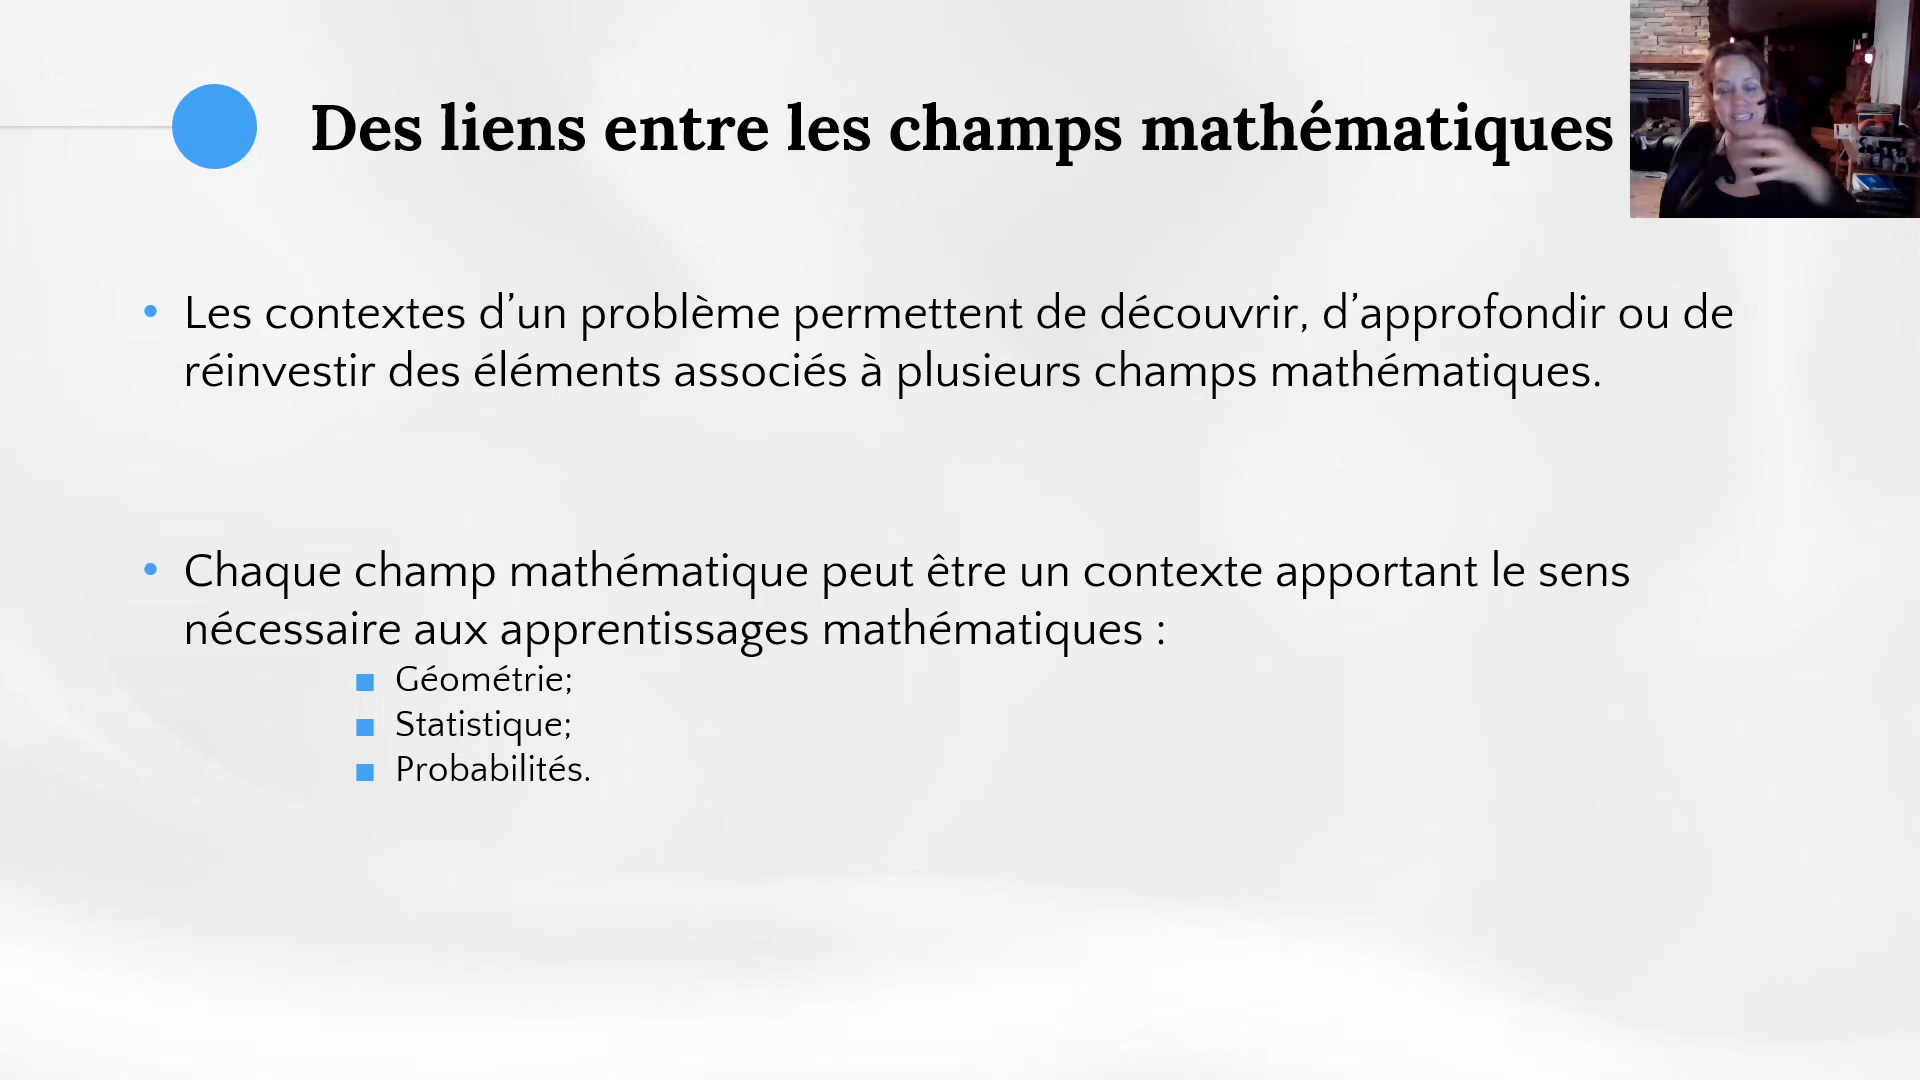 Des liens entre les champs mathématiques
• Les contextes d’un problème permettent de découvrir, d’approfondir ou de
réinvestir des éléments associés à plusieurs champs mathématiques.
• Chaque champ mathématique peut être un contexte apportant le sens
nécessaire aux apprentissages mathématiques :
■ Géométrie;
■ Statistique;
■ Probabilités.